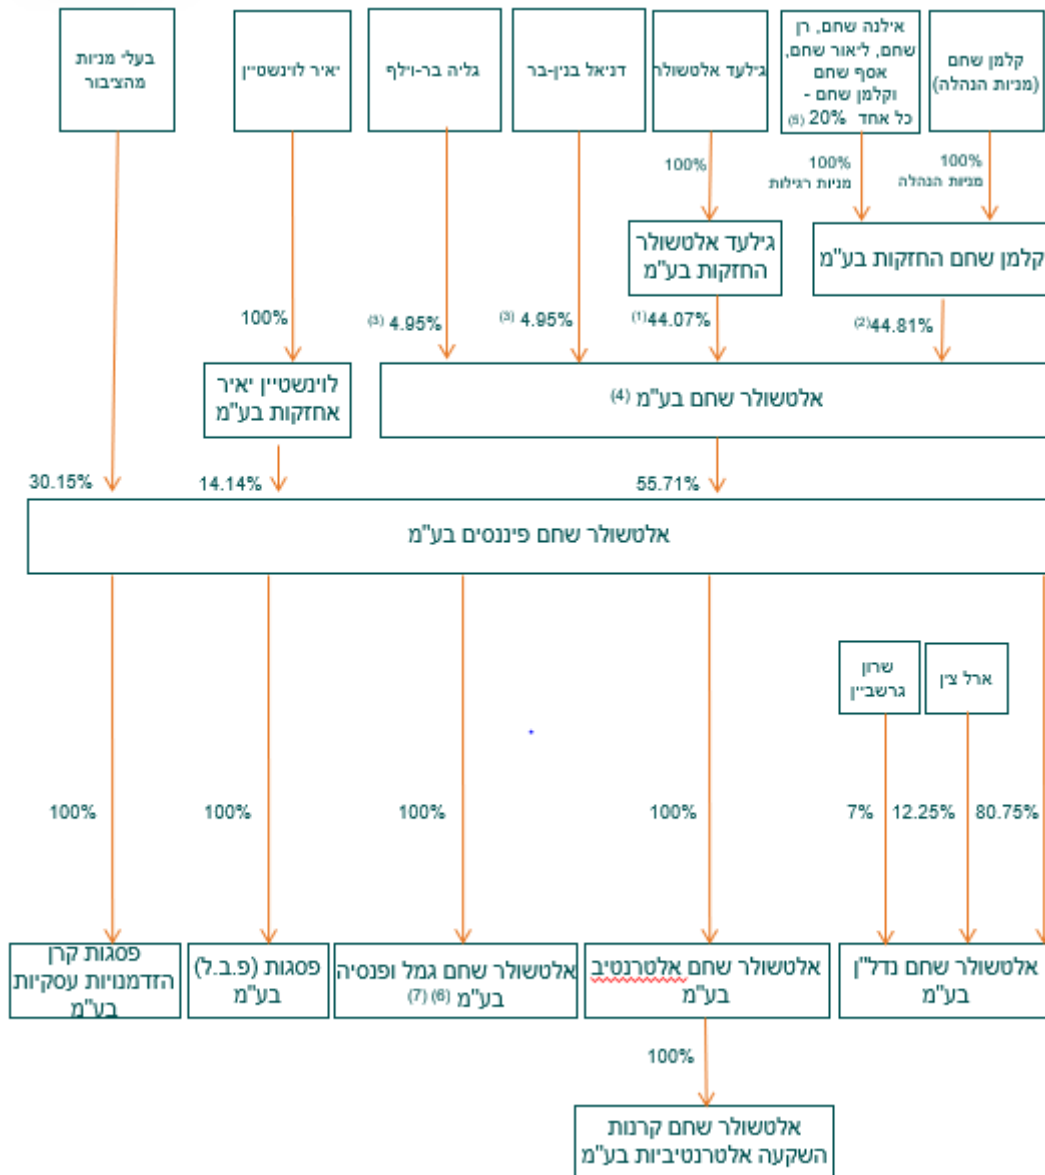 קלמן שחם
(מניות הנהלה)
אילנה שחם, רן
שחם, ליאור שחם,
אסף שחם
וקלמן שחם -
כל אחד 20% (5)
גילעד אלטשולר
דניאל בנין-בר
גליה בר-וילף
יאיר לוינשטיין
בעלי מניות
מהציבור
100%
מניות הנהלה
100%
מניות רגילות
100%
קלמן שחם החזקות בע"מ
גילעד אלטשולר
החזקות בע"מ
(2) 44.81%
(1) 44.07%
(3) 4.95%
(3) 4.95%
100%
אלטשולר שחם בע"מ (4)
לוינשטיין יאיר
אחזקות בע"מ
55.71%
14.14%
30.15%
אלטשולר שחם פיננסים בע"מ
ארל צין
שרון
גרשביין
80.75%
12.25%
7%
100%
100%
100%
100%
אלטשולר שחם נדל"ן
בע"מ
אלטשולר שחם אלטרנטיב
בע"מ
אלטשולר שחם גמל ופנסיה
בע"מ (6) (7)
פסגות (פ.ב.ל)
בע"מ
פסגות קרן
הזדמנויות עסקיות
בע"מ
100%
אלטשולר שחם קרנות
השקעה אלטרנטיביות בע"מ